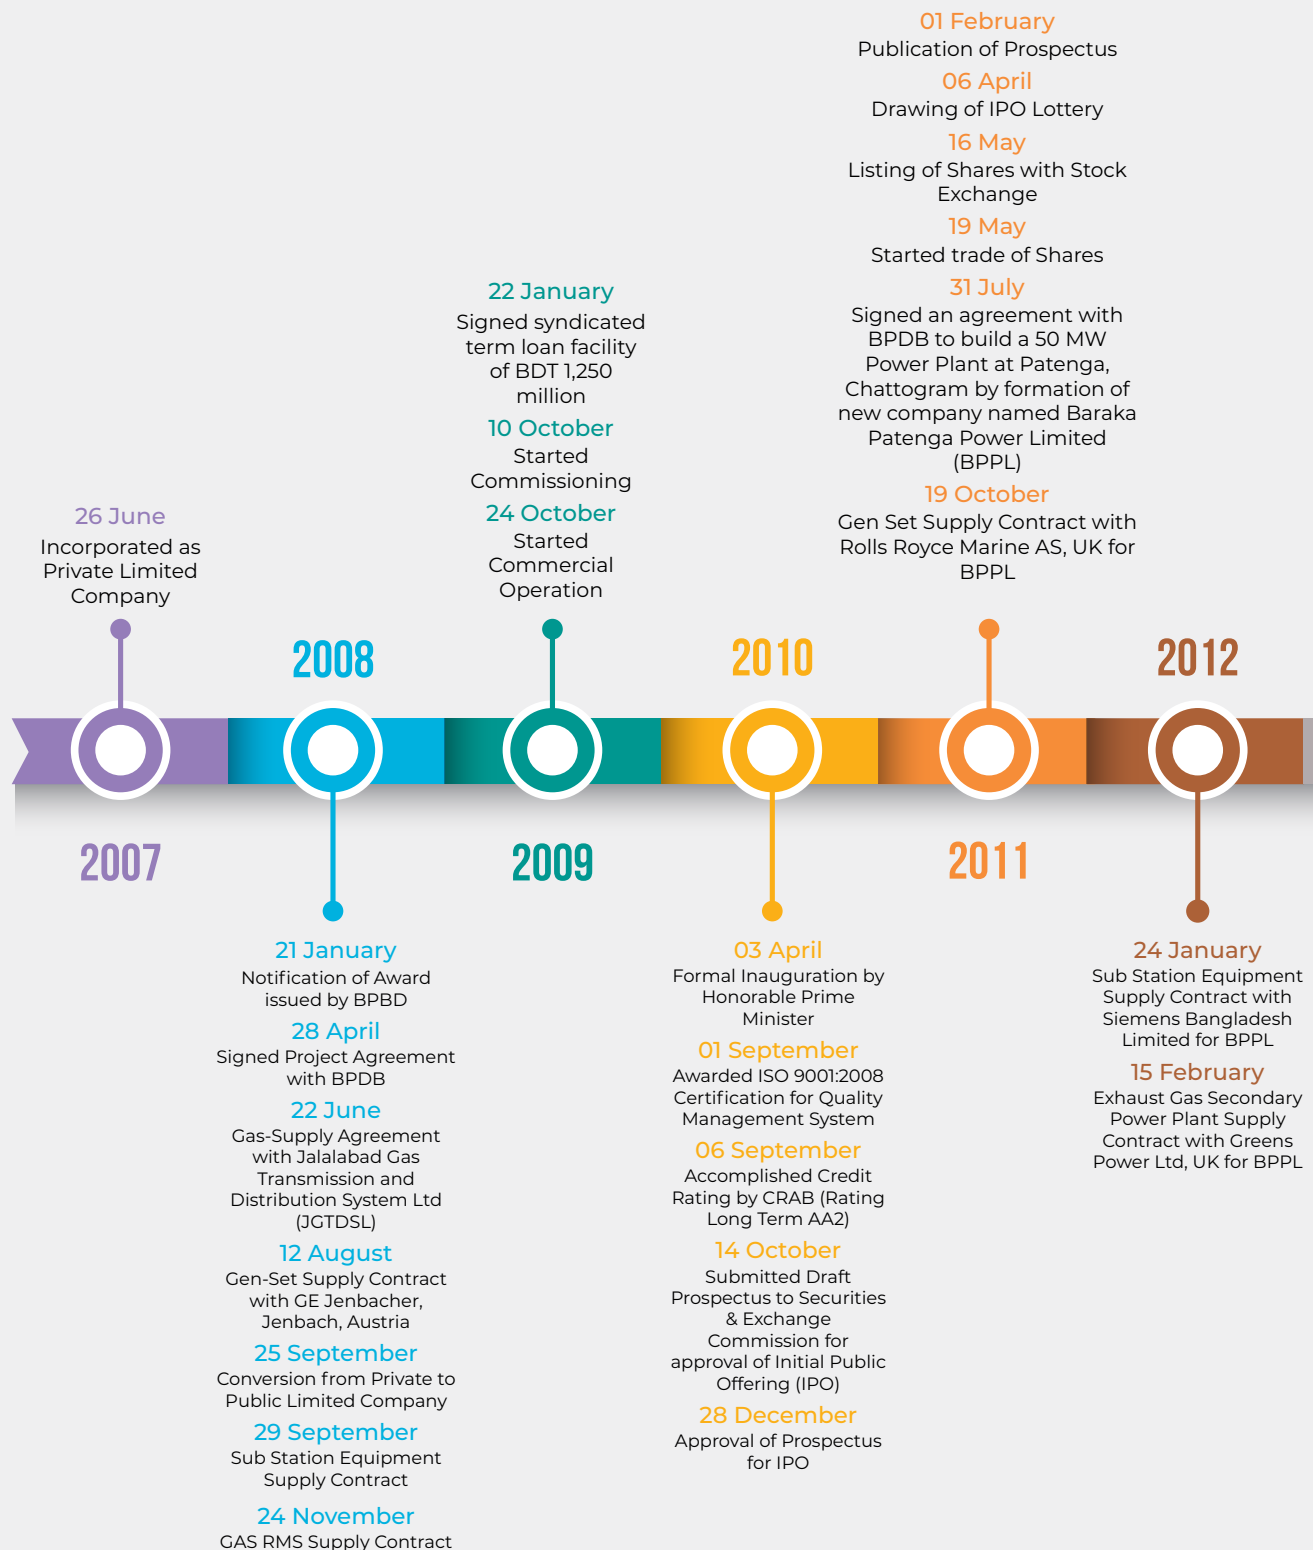 26 June
Incorporated as
Private Limited
Company
2007
2008
21 January
Notification of Award
issued by BPBD
28 April
Signed Project Agreement
with BPDB
22 June
Gas-Supply Agreement
with Jalalabad Gas
Transmission and
Distribution System Ltd
(JGTDSL)
12 August
Gen-Set Supply Contract
with GE Jenbacher,
Jenbach, Austria
25 September
Conversion from Private to
Public Limited Company
29 September
Sub Station Equipment
Supply Contract
24 November
GAS RMS Supply Contract
22 January
Signed syndicated
term loan facility
of BDT 1,250
million
10 October
Started
Commissioning
24 October
Started
Commercial
Operation
2009
2010
03 April
Formal Inauguration by
Honorable Prime
Minister
01 September
Awarded ISO 9001:2008
Certification for Quality
Management System
06 September
Accomplished Credit
Rating by CRAB (Rating
Long Term AA2)
14 October
Submitted Draft
Prospectus to Securities
& Exchange
Commission for
approval of Initial Public
Offering (IPO)
28 December
Approval of Prospectus
for IPO
01 February
Publication of Prospectus
06 April
Drawing of IPO Lottery
16 May
Listing of Shares with Stock
Exchange
19 May
Started trade of Shares
31 July
Signed an agreement with
BPDB to build a 50 MW
Power Plant at Patenga,
Chattogram by formation of
new company named Baraka
Patenga Power Limited
(BPPL)
19 October
Gen Set Supply Contract with
Rolls Royce Marine AS, UK for
BPPL
2011
2012
24 January
Sub Station Equipment
Supply Contract with
Siemens Bangladesh
Limited for BPPL
15 February
Exhaust Gas Secondary
Power Plant Supply
Contract with Greens
Power Ltd, UK for BPPL